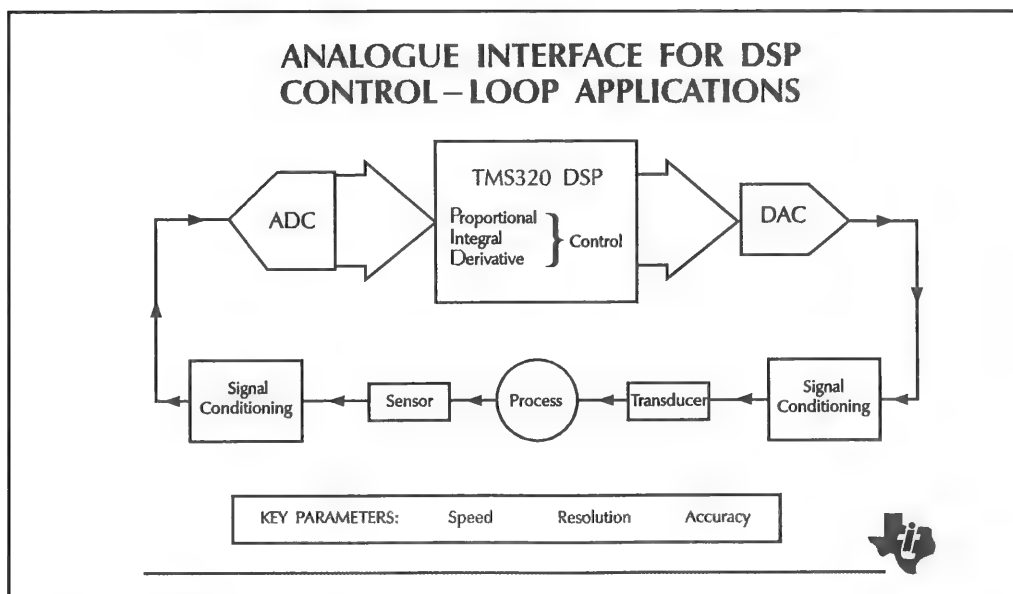 ANALOGUE INTERFACE FOR DSP
CONTROL – LOOP APPLICATIONS
ADC
TMS320 DSP
Proportional
Integral
Derivative
Control
DAC
Signal
Conditioning
Sensor
Process
Transducer
Signal
Conditioning
KEY PARAMETERS: Speed Resolution Accuracy